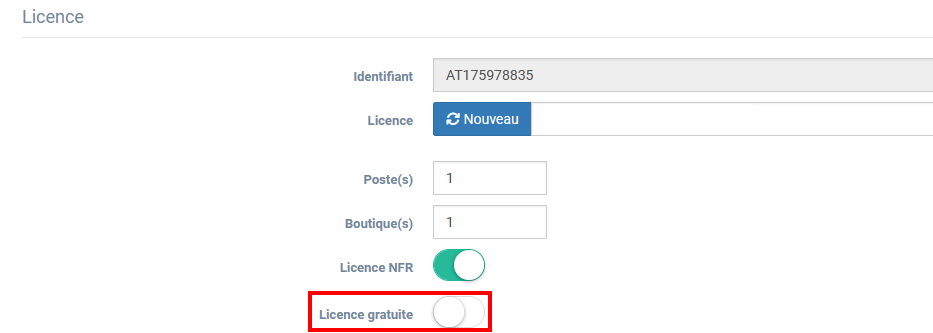 Licence
Identifiant AT175978835
Licence Nouveau
Poste(s) 1
Boutique(s) 1
Licence NFR
Licence gratuite